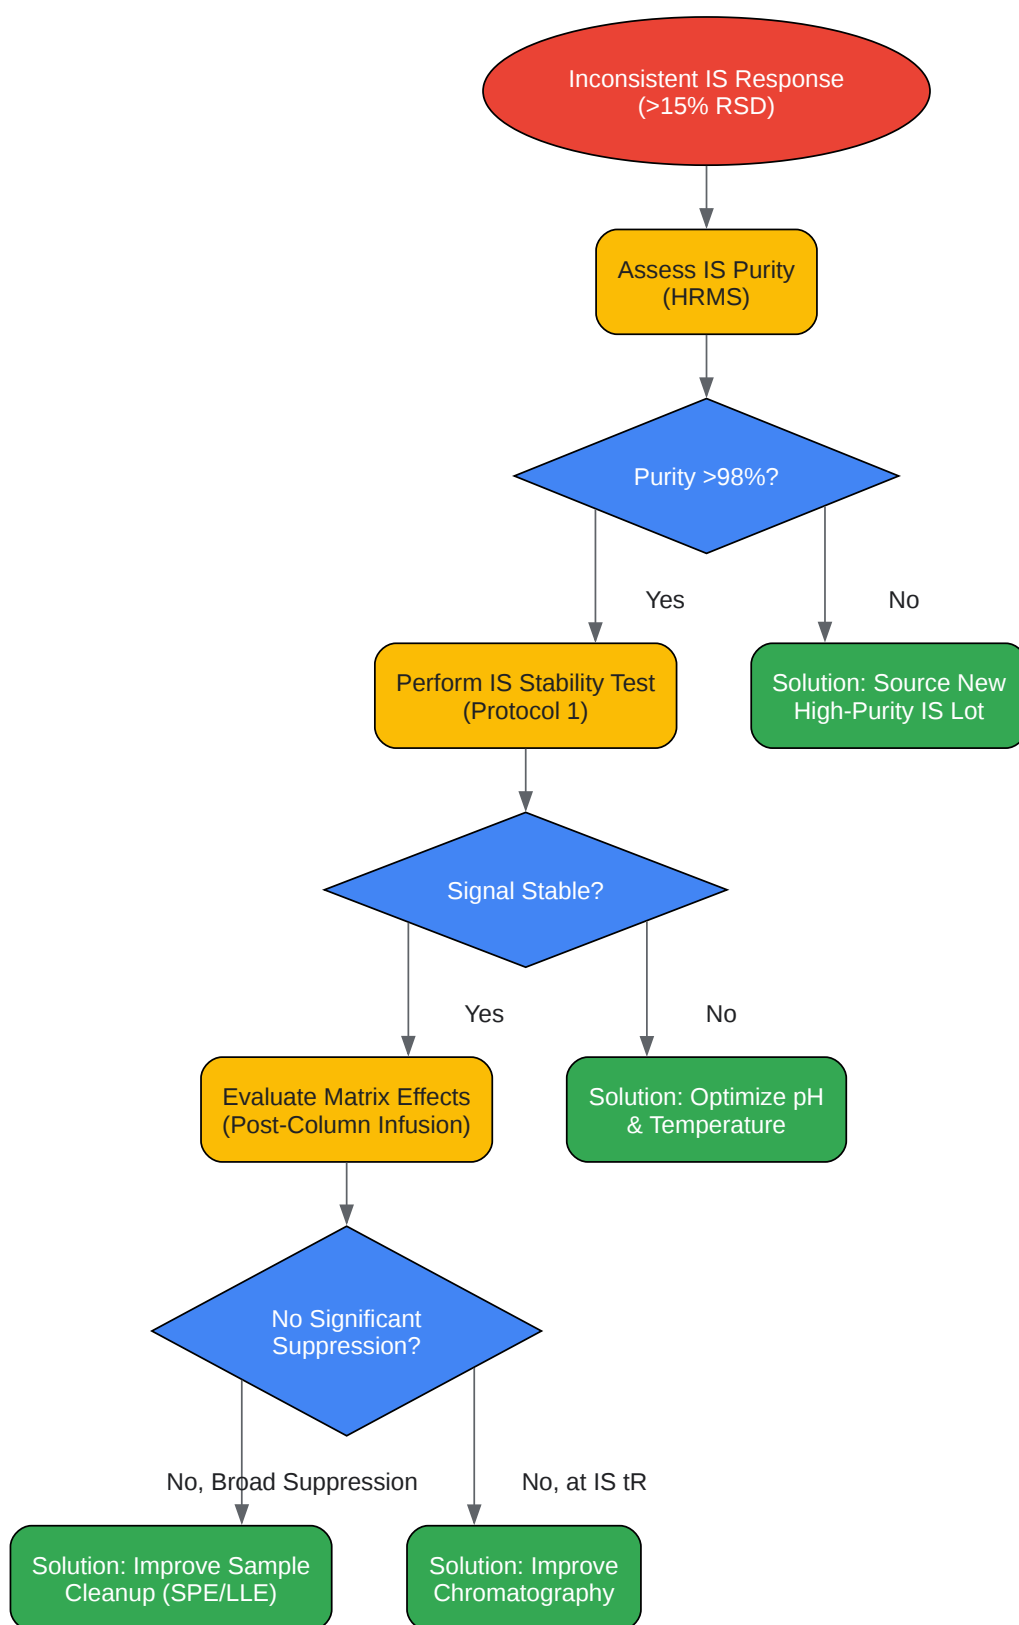 Inconsistent IS Response
(>15% RSD)
Assess IS Purity
(HRMS)
Purity >98%?
Yes
No
Perform IS Stability Test
(Protocol 1)
Solution: Source New
High-Purity IS Lot
Signal Stable?
Yes
No
Evaluate Matrix Effects
(Post-Column Infusion)
Solution: Optimize pH
& Temperature
No Significant
Suppression?
No, Broad Suppression
No, at IS tR
Solution: Improve Sample
Cleanup (SPE/LLE)
Solution: Improve
Chromatography